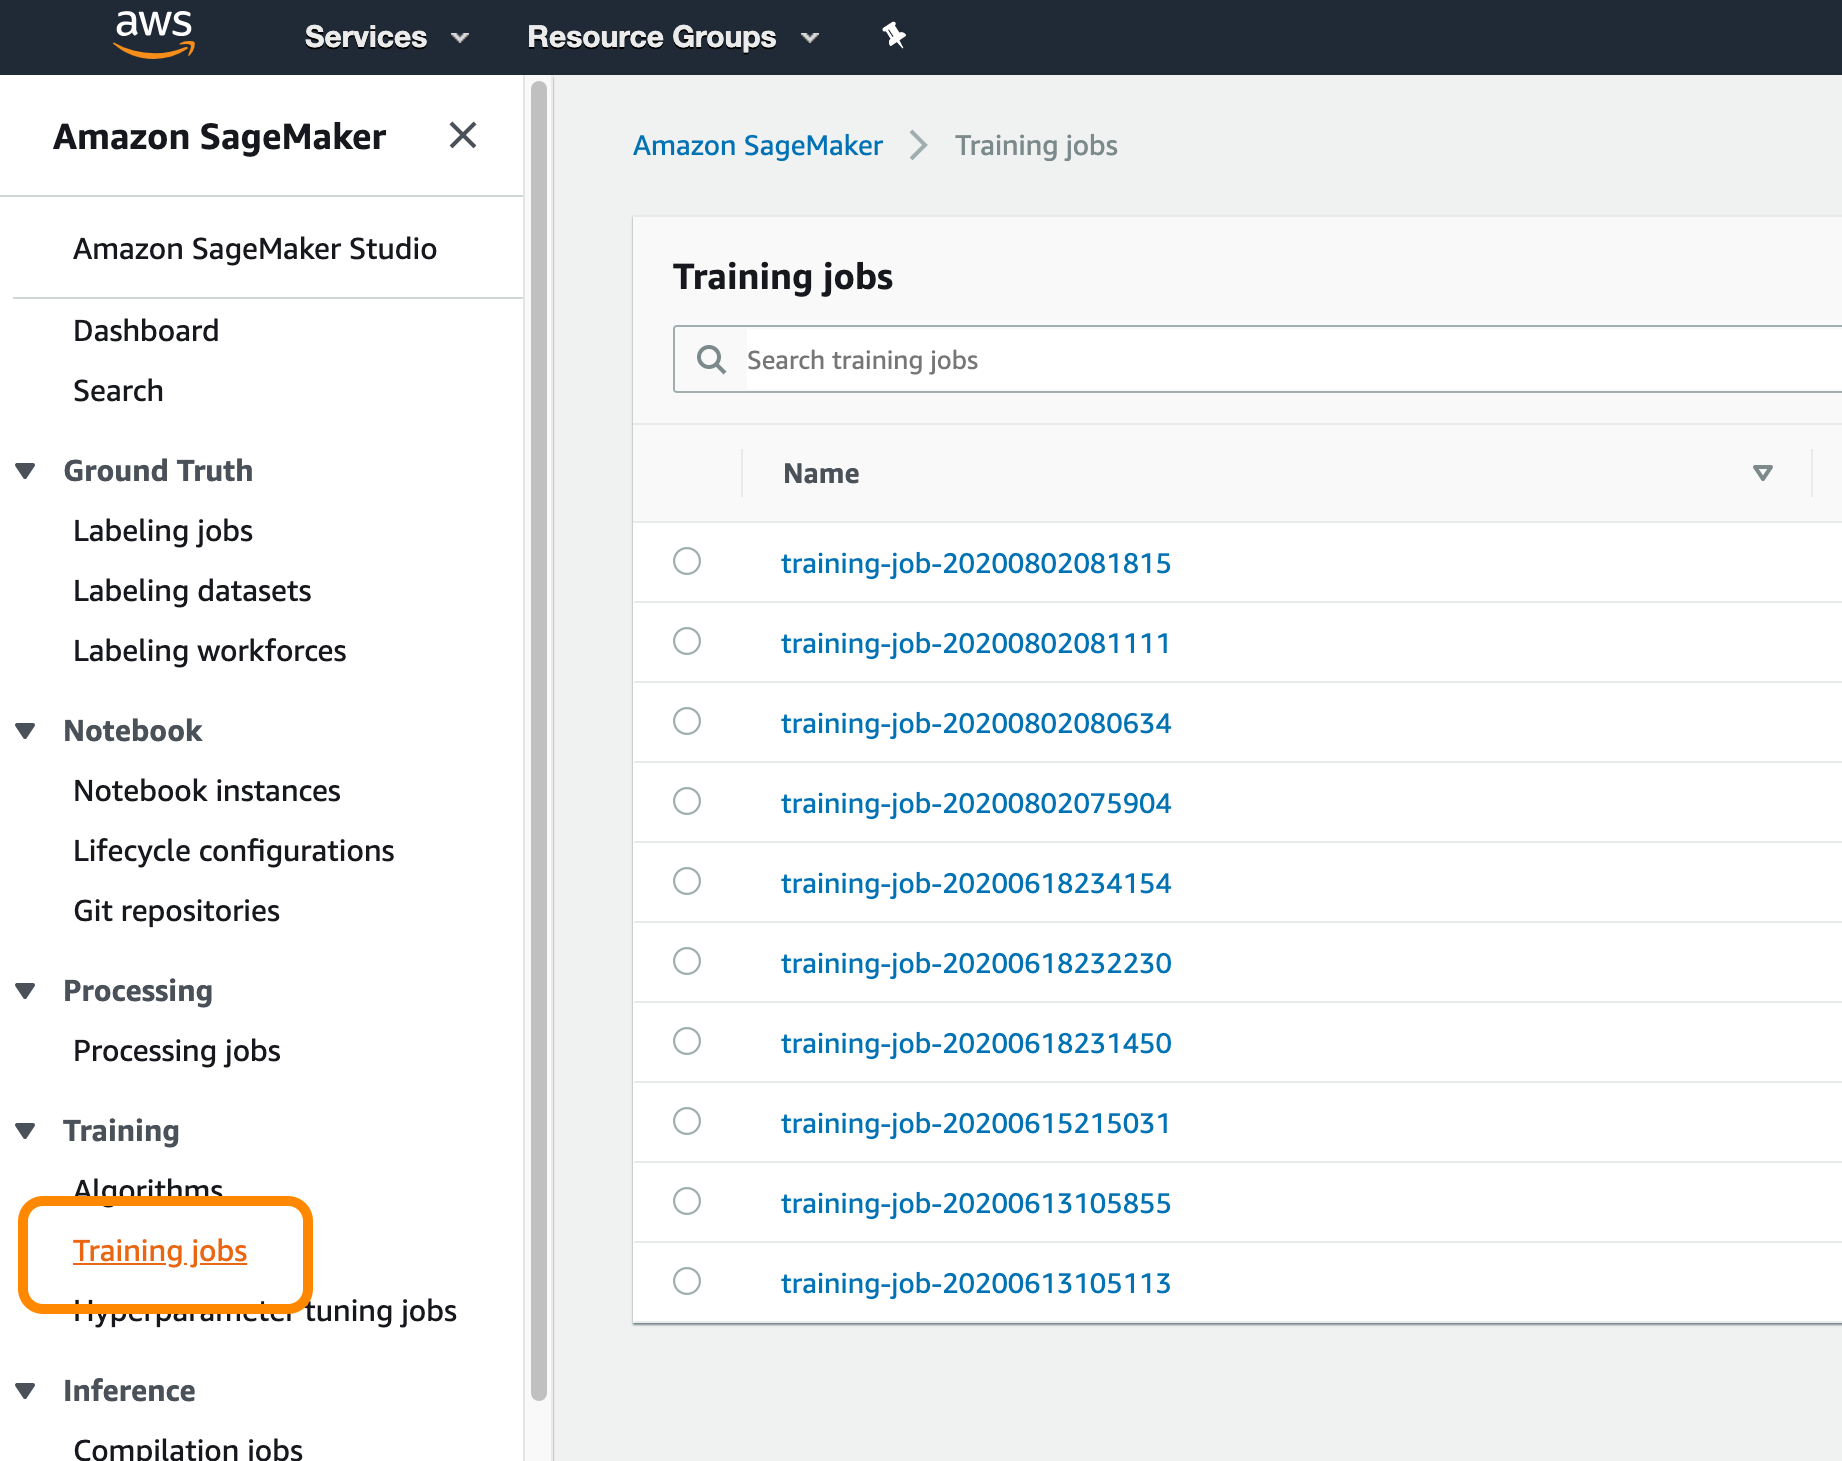 aws
Services
Resource Groups
Amazon SageMaker
Amazon SageMaker Studio
Dashboard
Search
Ground Truth
Labeling jobs
Labeling datasets
Labeling workforces
Notebook
Notebook instances
Lifecycle configurations
Git repositories
Processing
Processing jobs
Training
Algorithms
Training jobs
Hyperparameter tuning jobs
Inference
Compilation jobs
Amazon SageMaker
Training jobs
Training jobs
Search training jobs
Name
training-job-20200802081815
training-job-20200802081111
training-job-20200802080634
training-job-20200802075904
training-job-20200618234154
training-job-20200618232230
training-job-20200618231450
training-job-20200615215031
training-job-20200613105855
training-job-20200613105113